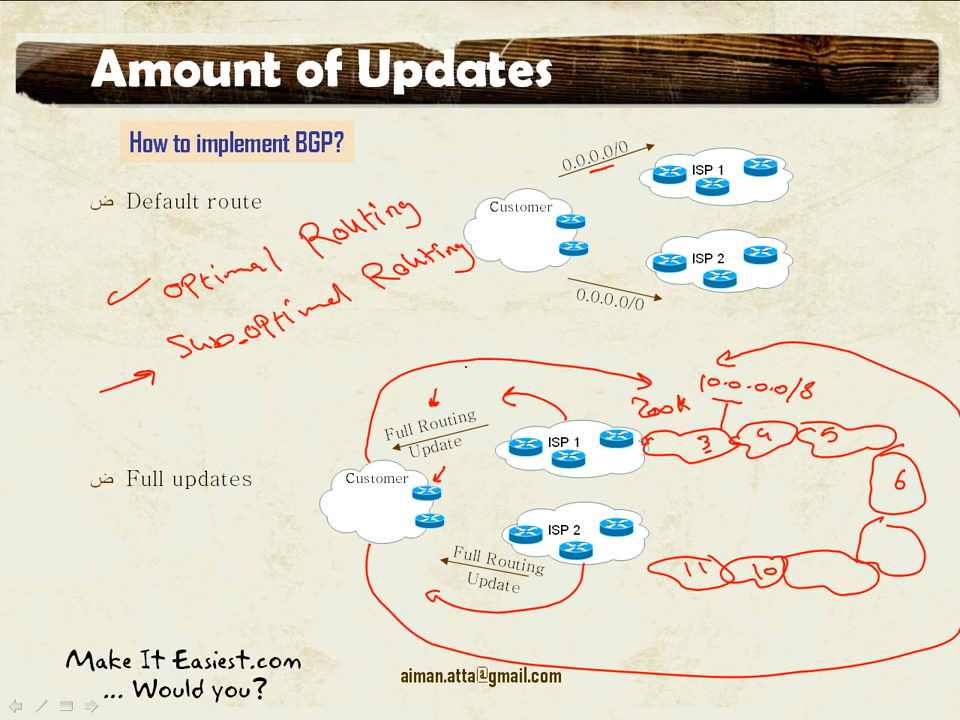 Amount of Updates
How to implement BGP?
ض Default route
optimal Routing
Sub-optimal Routing
0.0.0.0/0
ISP 1
Customer
ISP 2
0.0.0.0/0
ض Full updates
Full Routing
Update
Customer
ISP 1
ISP 2
Full Routing
Update
200k
10.0.0.0/8
3
4
5
6
10
11
Make It Easiest.com
... Would you?
aiman.atta@gmail.com